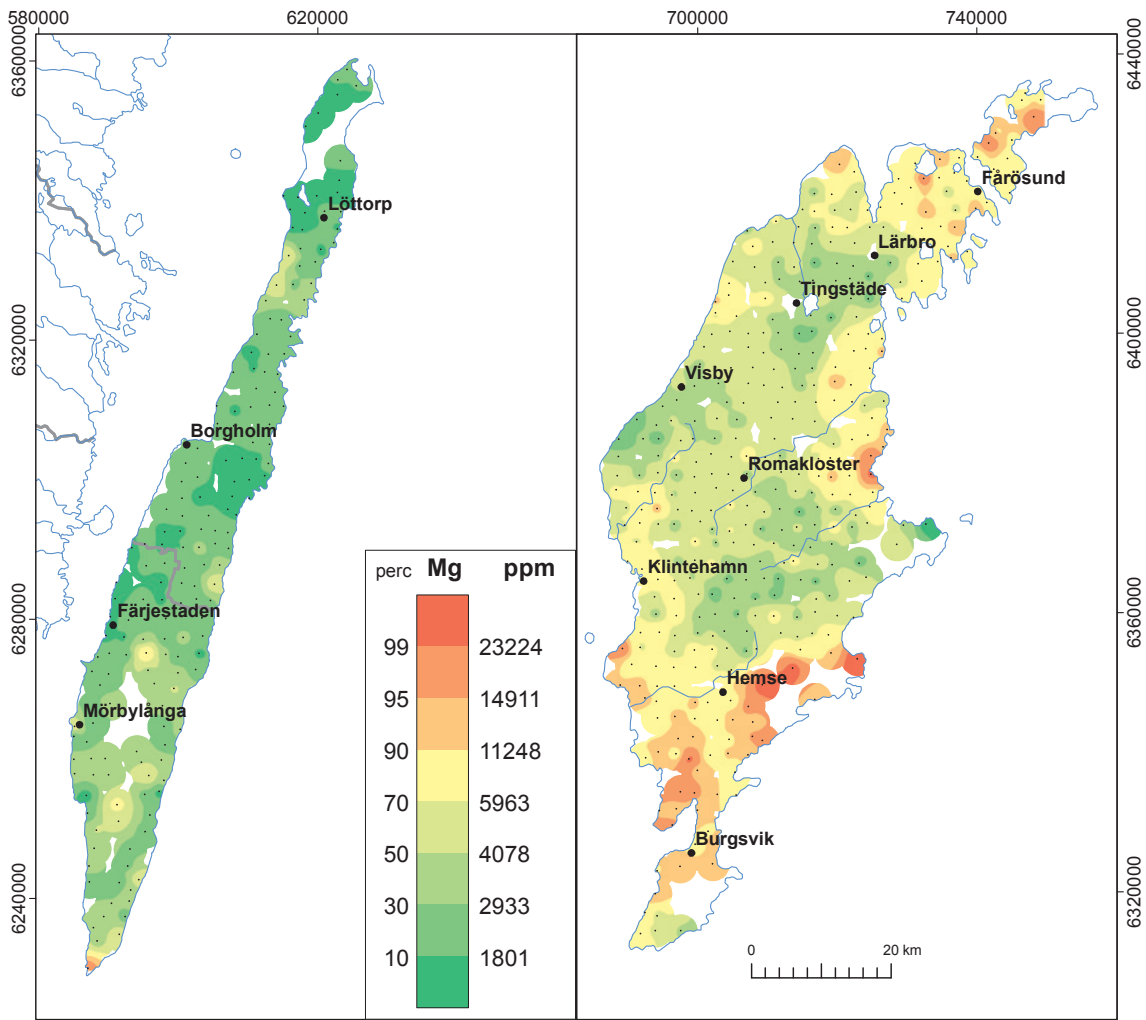 580000 620000 700000 740000
6360000
6320000
6280000
6240000
6440000
6400000
6360000
6320000
Löttorp
Borgholm
Färjestaden
Mörbylånga
Fårösund
Lärbro
Tingstäde
Visby
Romakloster
Klintehamn
Hemse
Burgsvik
perc Mg ppm
99 23224
95 14911
90 11248
70 5963
50 4078
30 2933
10 1801
0 20 km